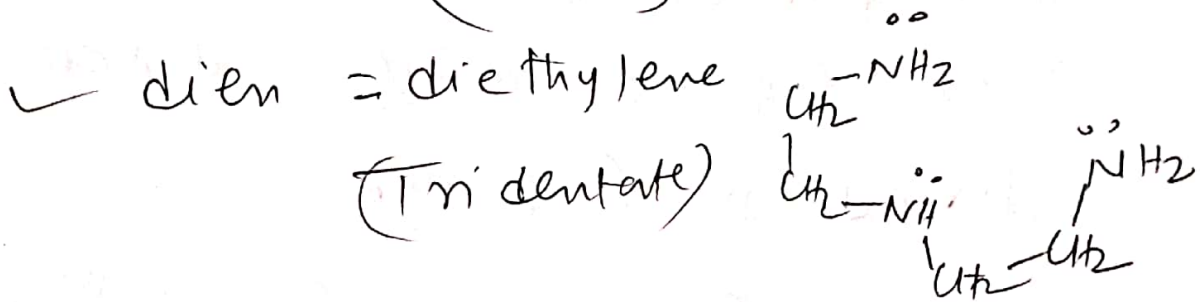 ✓ dien = diethylene
(Tridentate)
CH2-NH2
CH2-NH
CH2-CH2
NH2